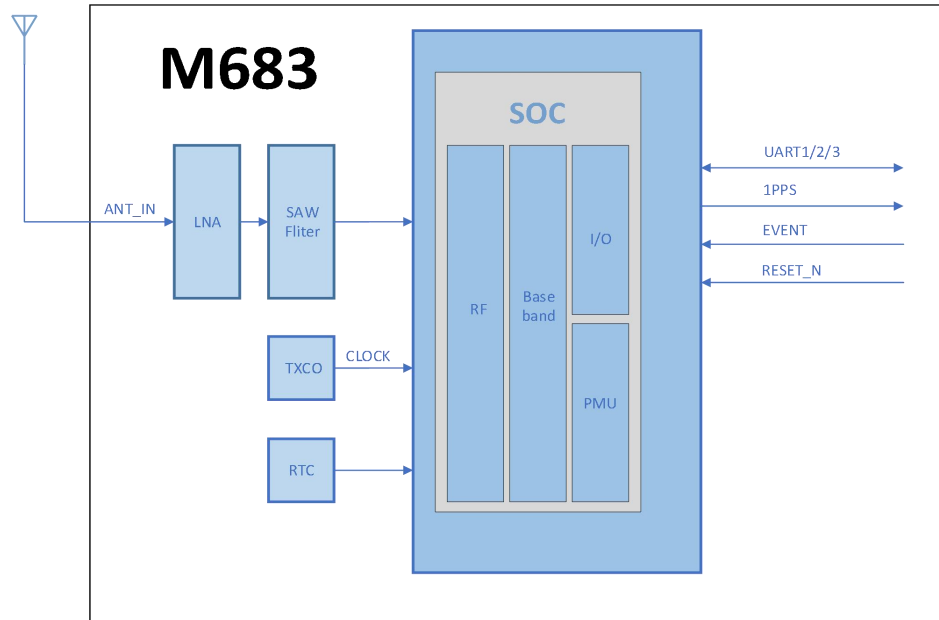 M683
SOC
UART1/2/3
1PPS
EVENT
RESET_N
ANT_IN
LNA
SAW
Fliter
RF
Base
band
I/O
PMU
TXCO
CLOCK
RTC